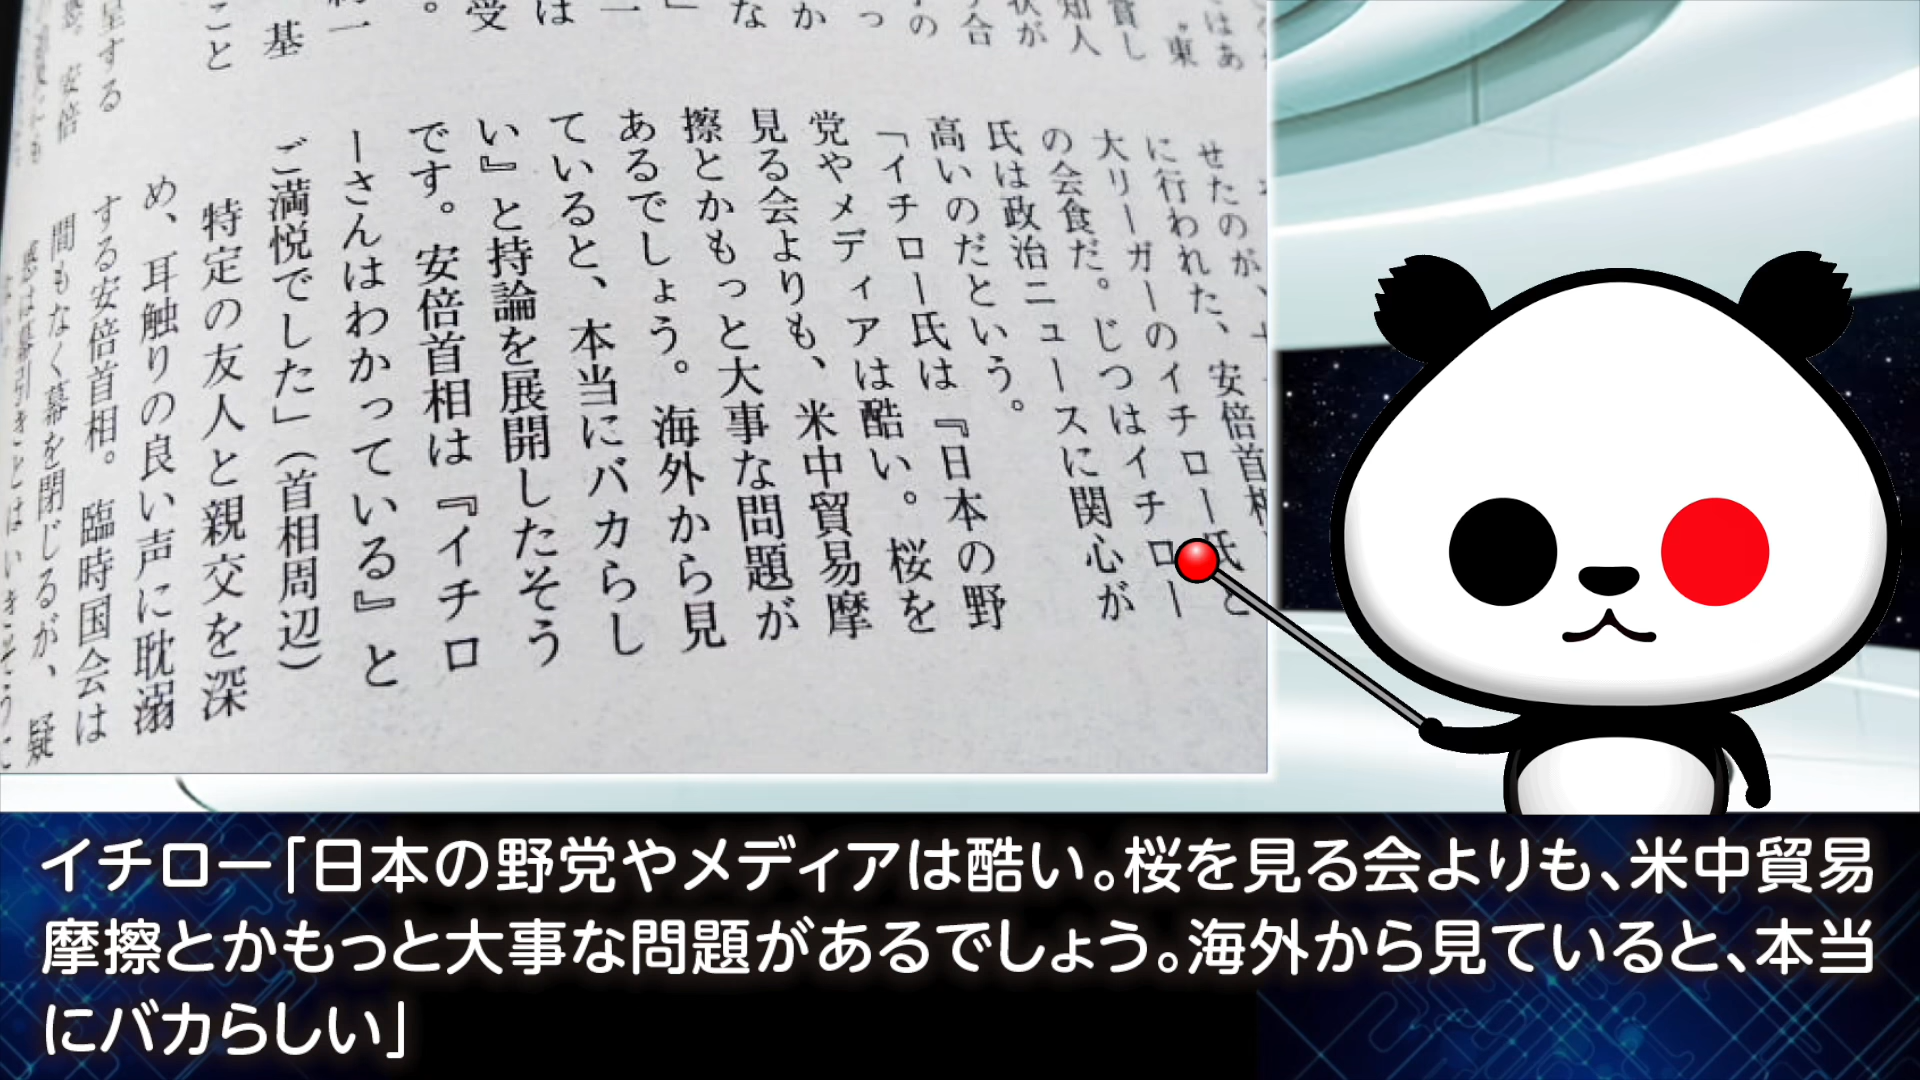 せたのが、
に行われた、安倍首相
大リーガーのイチロー氏と
の会食だ。じつはイチロー
氏は政治ニュースに関心が
高いのだという。
「イチロー氏は『日本の野
党やメディアは酷い。桜を
見る会よりも、米中貿易摩
擦とかもっと大事な問題が
あるでしょう。海外から見
ていると、本当にバカらし
い』と持論を展開したそう
です。安倍首相は『イチロ
ーさんはわかっている』と
ご満悦でした」（首相周辺）
特定の友人と親交を深
め、耳触りの良い声に耽溺
する安倍首相。臨時国会は
間もなく幕を閉じるが、疑
イチロー「日本の野党やメディアは酷い。桜を見る会よりも、米中貿易
摩擦とかもっと大事な問題があるでしょう。海外から見ていると、本当
にバカらしい」